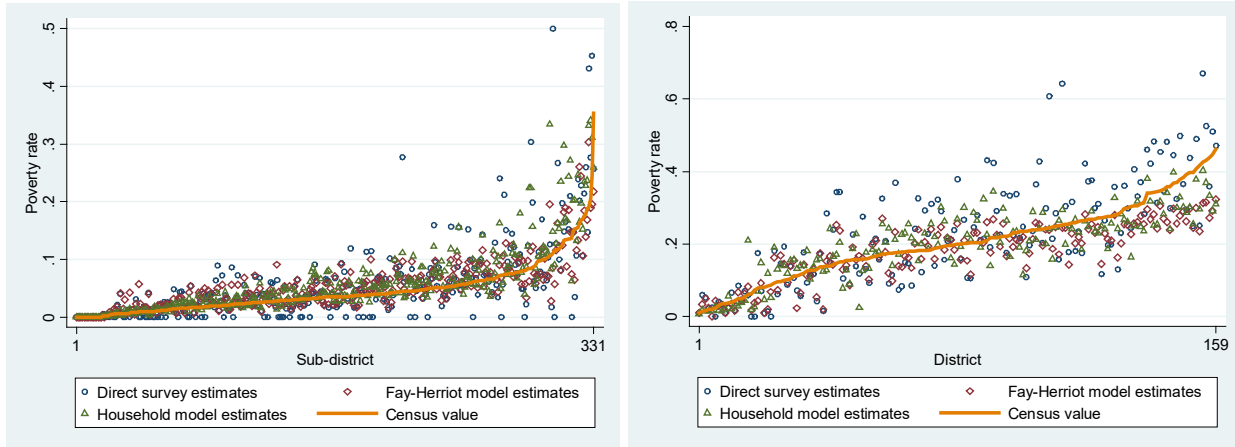 .5
.4
.3
.2
.1
0
Poverty rate
1
331
Sub-district
Direct survey estimates
Fay-Herriot model estimates
Household model estimates
Census value
.8
.6
.4
.2
0
Poverty rate
1
159
District
Direct survey estimates
Fay-Herriot model estimates
Household model estimates
Census value